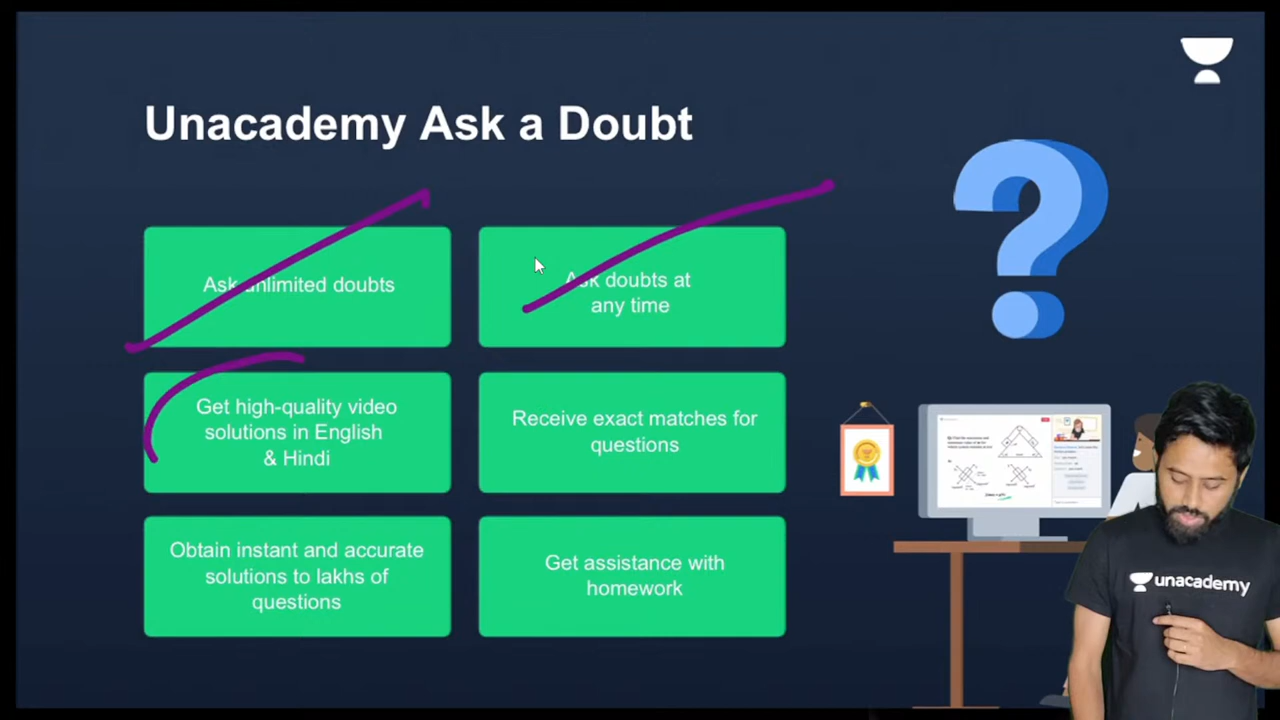 Unacademy Ask a Doubt
Ask unlimited doubts
Ask doubts at
any time
Get high-quality video
solutions in English
& Hindi
Receive exact matches for
questions
Obtain instant and accurate
solutions to lakhs of
questions
Get assistance with
homework
unacademy